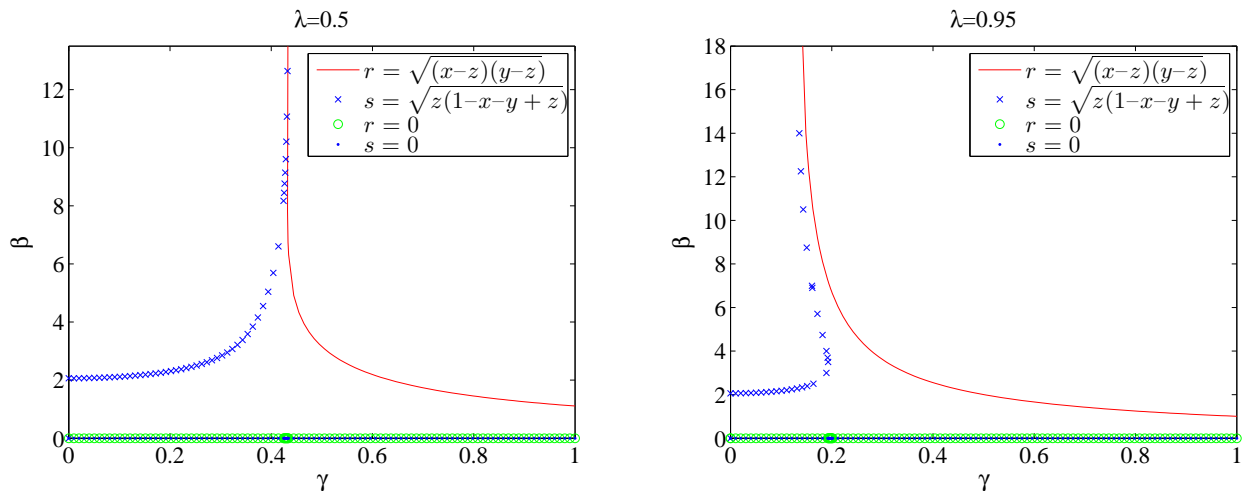 λ=0.5
12
10
8
6
4
2
0
β
0
0.2
0.4
0.6
0.8
1
γ
r = √(x–z)(y–z)
s = √z(1–x–y + z)
r = 0
s = 0
λ=0.95
18
16
14
12
10
8
6
4
2
0
β
0
0.2
0.4
0.6
0.8
1
γ
r = √(x–z)(y–z)
s = √z(1–x–y + z)
r = 0
s = 0